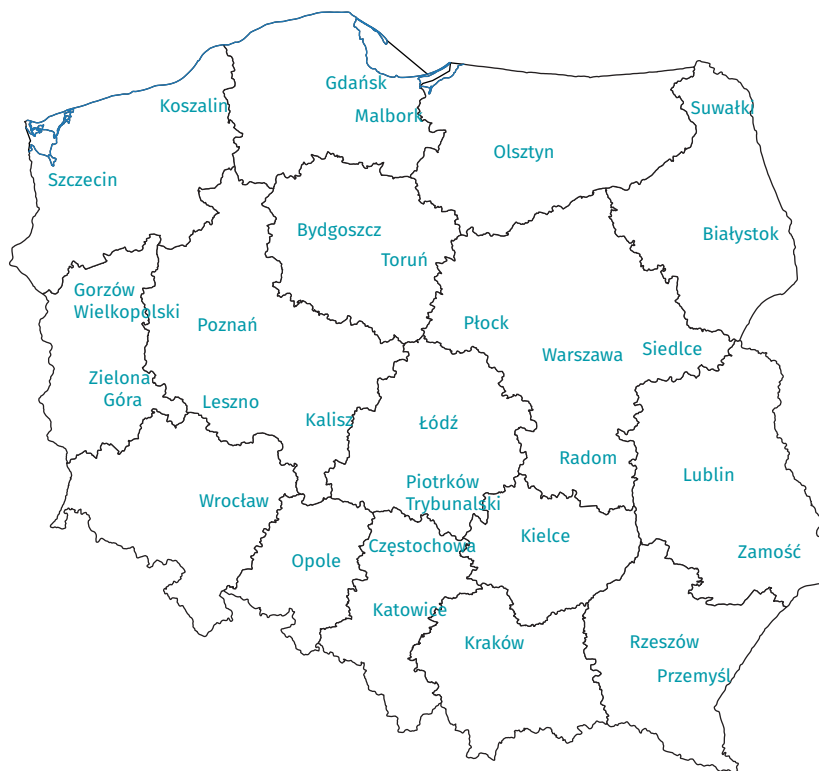 Gdańsk
Koszalin
Malbork
Suwałki
Olsztyn
Szczecin
Bydgoszcz
Białystok
Toruń
Gorzów
Wielkopolski
Poznań
Płock
Warszawa
Siedlce
Zielona
Góra
Leszno
Kalisz
Łódź
Radom
Lublin
Piotrków
Trybunalski
Wrocław
Kielce
Częstochowa
Zamość
Opole
Katowice
Kraków
Rzeszów
Przemyśl